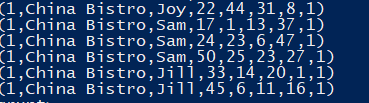 (1,China Bistro,Joy,22,44,31,8,1)
(1,China Bistro,Sam,17,1,13,37,1)
(1,China Bistro,Sam,24,23,6,47,1)
(1,China Bistro,Sam,50,25,23,27,1)
(1,China Bistro,Jill,33,14,20,1,1)
(1,China Bistro,Jill,45,6,11,16,1)